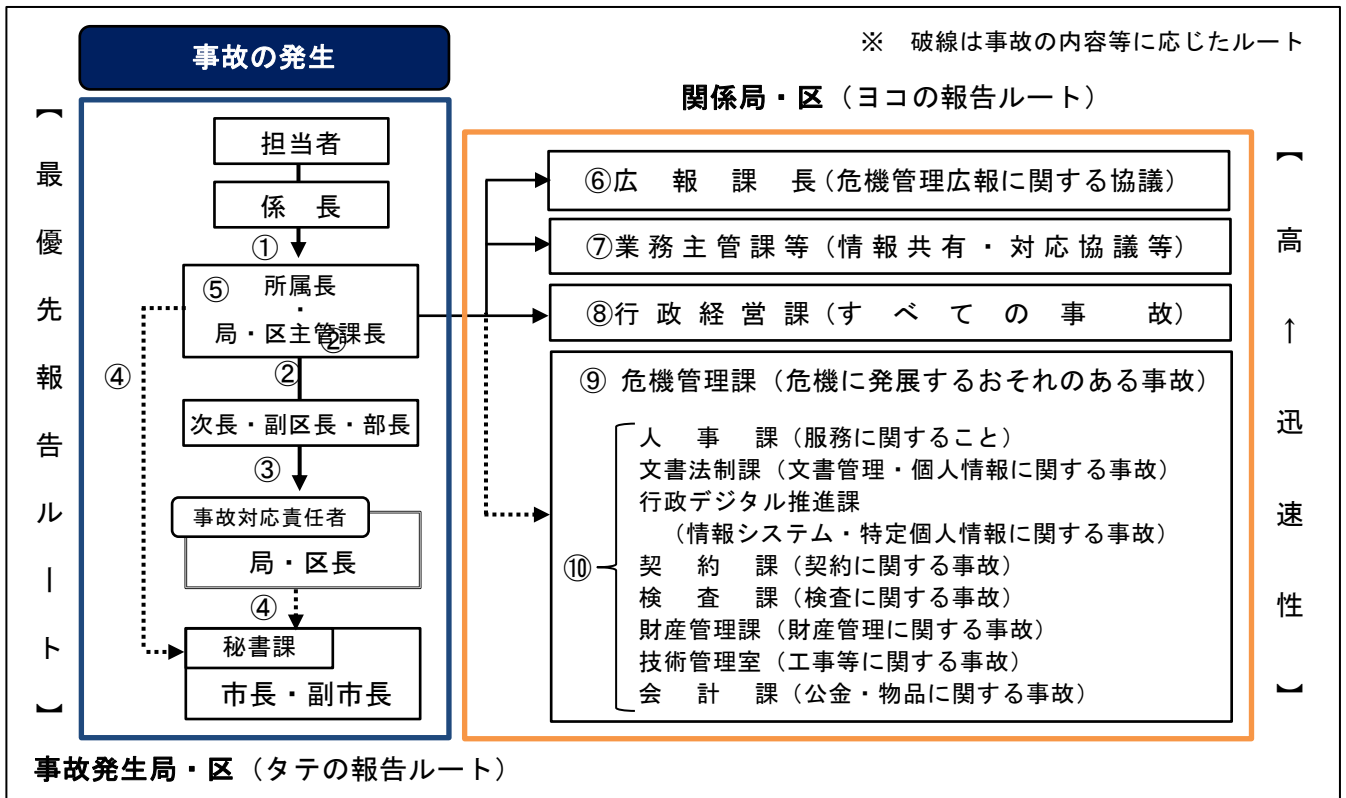 事故の発生
※ 破線は事故の内容等に応じたルート
関係局・区（ヨコの報告ルート）
【最優先報告ルート】
担当者
係 長
①
⑤ 所属長
・
局・区主管課長
②
④
②
次長・副区長・部長
③
事故対応責任者
局・区長
④
秘書課
市長・副市長
事故発生局・区（タテの報告ルート）
⑥広 報 課 長（危機管理広報に関する協議）
⑦業務主管課等（情報共有・対応協議等）
⑧行政経営課（すべての事 故）
⑨ 危機管理課（危機に発展するおそれのある事故）
⑩
人 事 課（服務に関すること）
文書法制課（文書管理・個人情報に関する事故）
行政デジタル推進課
（情報システム・特定個人情報に関する事故）
契 約 課（契約に関する事故）
検 査 課（検査に関する事故）
財産管理課（財産管理に関する事故）
技術管理室（工事等に関する事故）
会 計 課（公金・物品に関する事故）
【高↑迅速性】